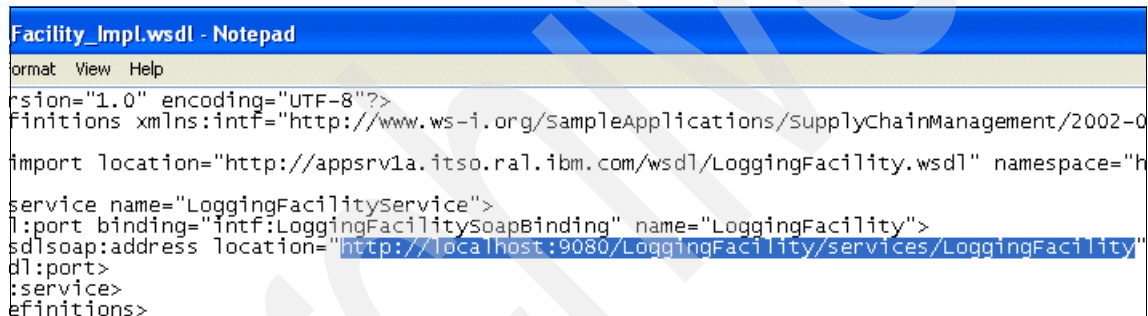 Facility_Impl.wsdl - Notepad
ormat View Help
rsion="1.0" encoding="UTF-8"?>
finitions xmlns:intf="http://www.ws-i.org/SampleApplications/SupplyChainManagement/2002-0
import location="http://appsrv1a.itso.ral.ibm.com/wsdl/LoggingFacility.wsdl" namespace="h
service name="LoggingFacilityService">
l:port binding="intf:LoggingFacilitySoapBinding" name="LoggingFacility">
sdlsoap:address location="http://localhost:9080/LoggingFacility/services/LoggingFacility"
dl:port>
:service>
efinitions>